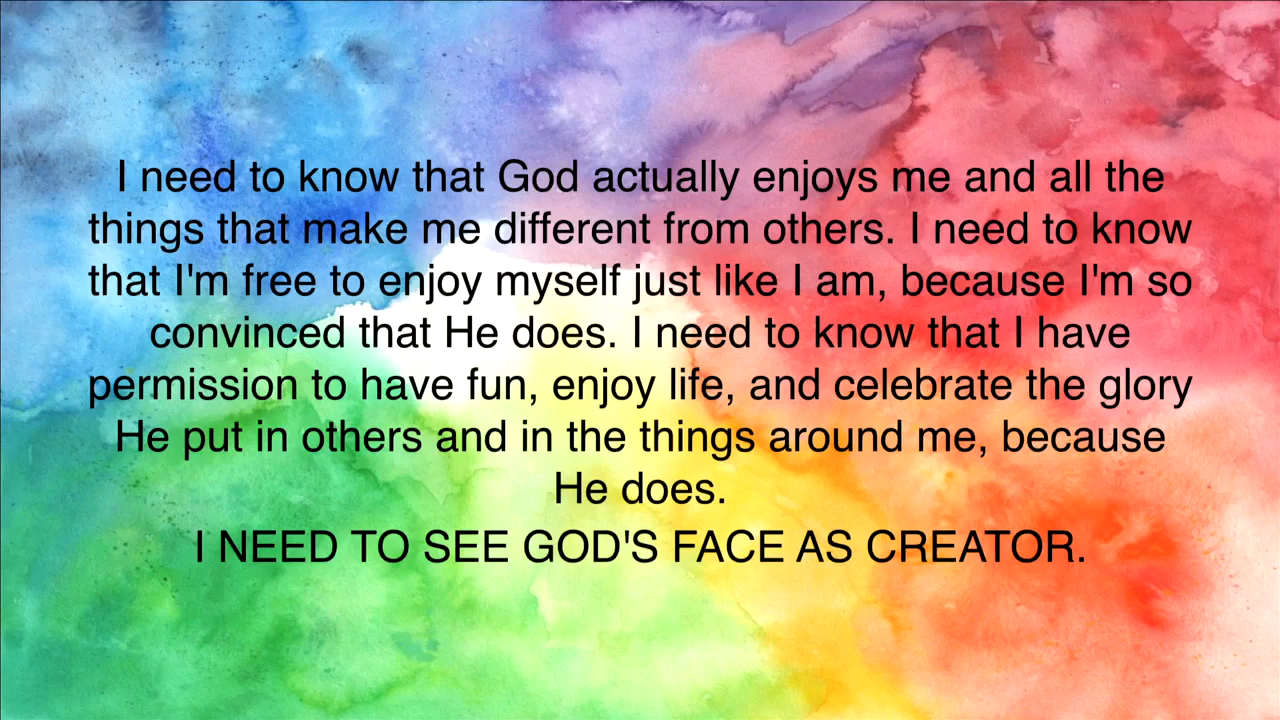 I need to know that God actually enjoys me and all the
things that make me different from others. I need to know
that I'm free to enjoy myself just like I am, because I'm so
convinced that He does. I need to know that I have
permission to have fun, enjoy life, and celebrate the glory
He put in others and in the things around me, because
He does.
I NEED TO SEE GOD'S FACE AS CREATOR.